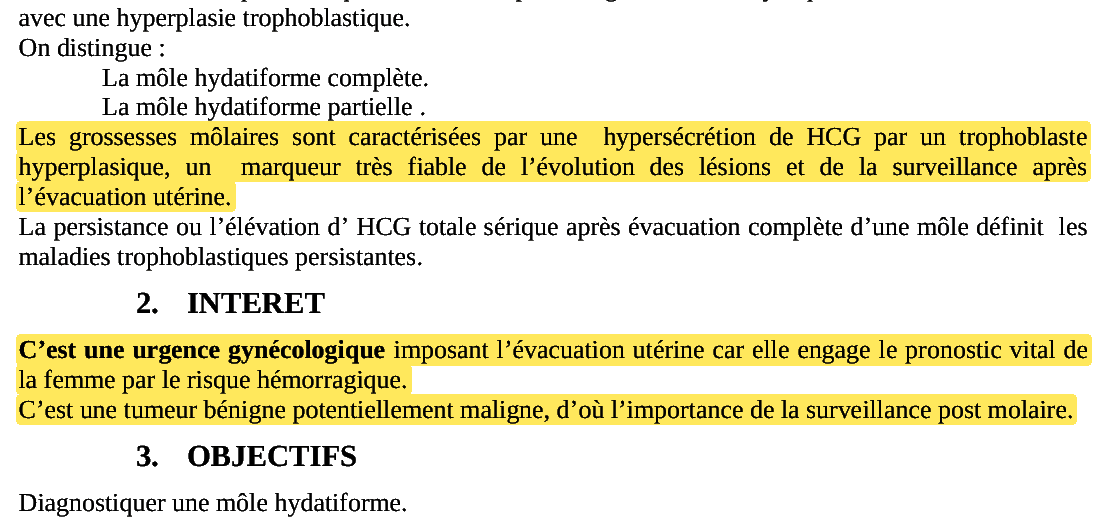 avec une hyperplasie trophoblastique.
On distingue :
La môle hydatiforme complète.
La môle hydatiforme partielle .
Les grossesses môlaires sont caractérisées par une hypersécrétion de HCG par un trophoblaste
hyperplasique, un marqueur très fiable de l’évolution des lésions et de la surveillance après
l’évacuation utérine.
La persistance ou l’élévation d’ HCG totale sérique après évacuation complète d’une môle définit les
maladies trophoblastiques persistantes.
2. INTERET
C’est une urgence gynécologique imposant l’évacuation utérine car elle engage le pronostic vital de
la femme par le risque hémorragique.
C’est une tumeur bénigne potentiellement maligne, d’où l’importance de la surveillance post molaire.
3. OBJECTIFS
Diagnostiquer une môle hydatiforme.